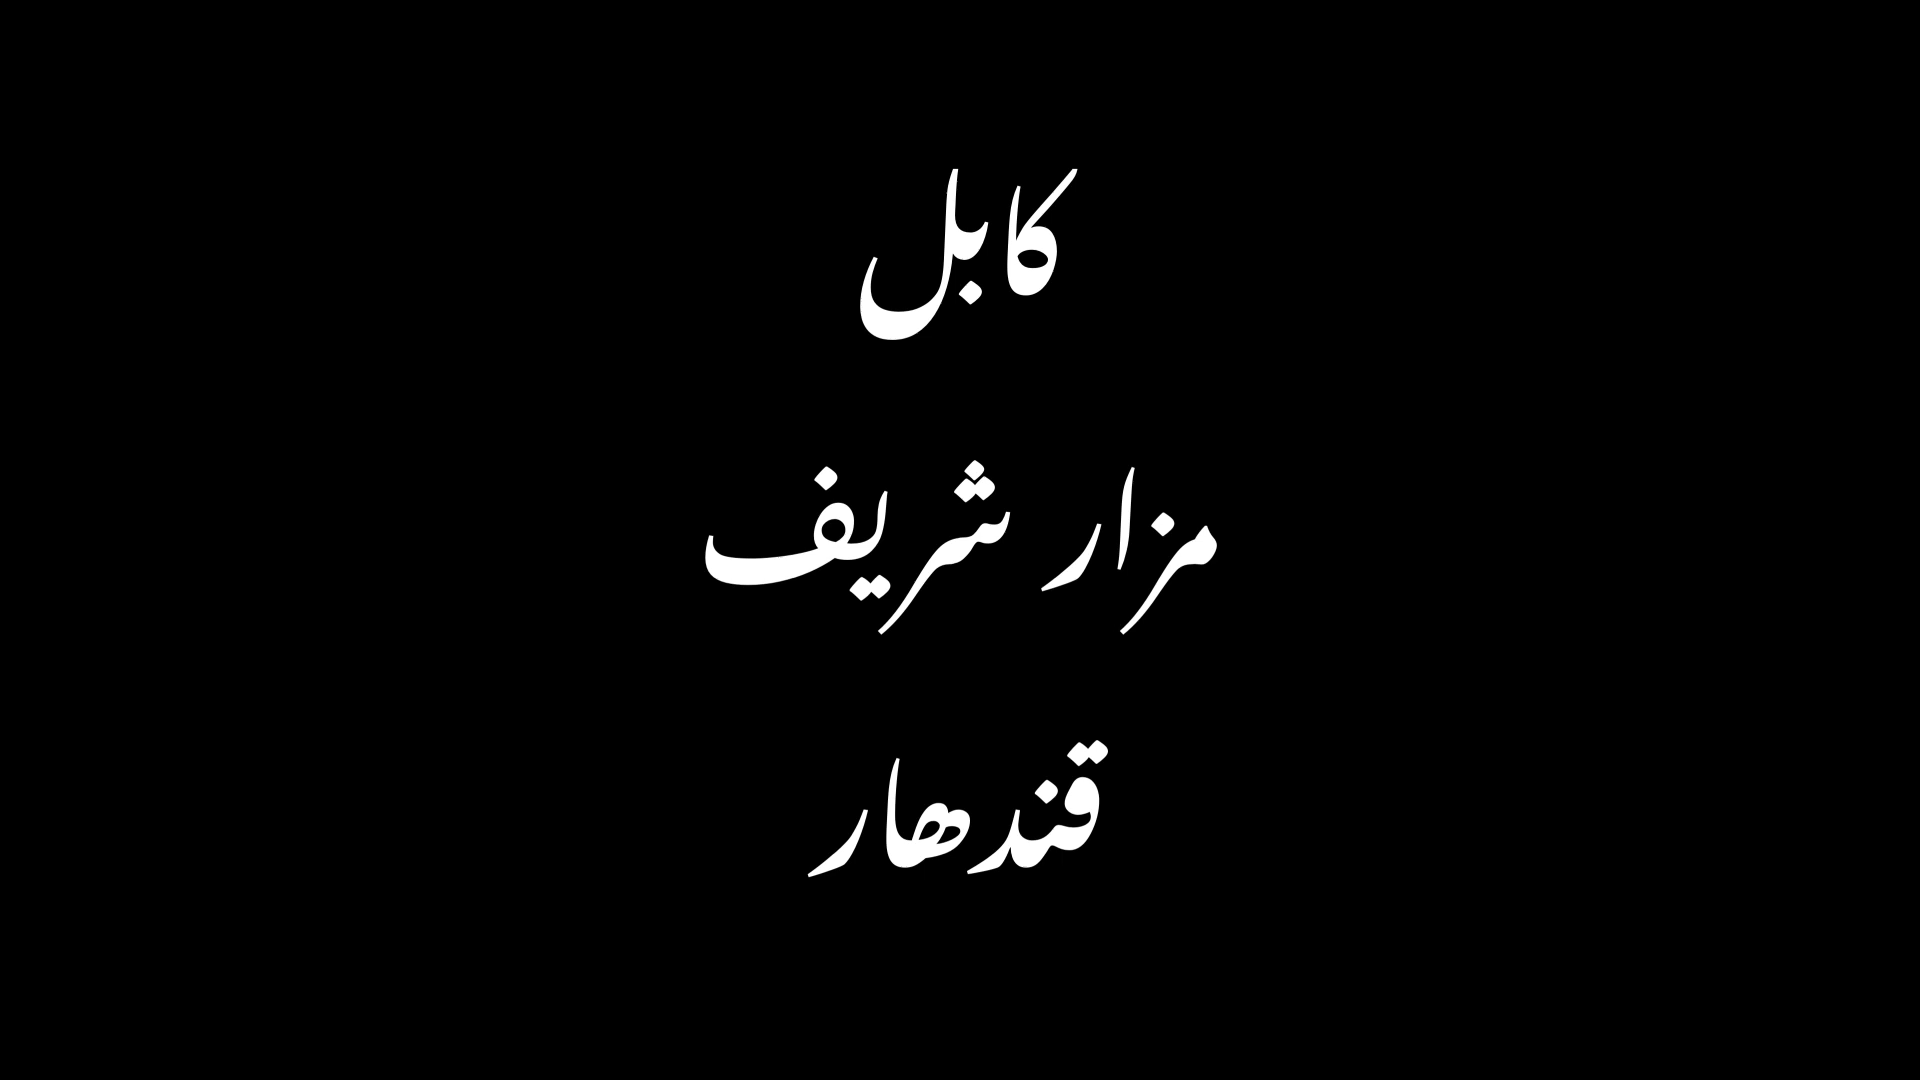 کابل
مزار شریف
قندهار